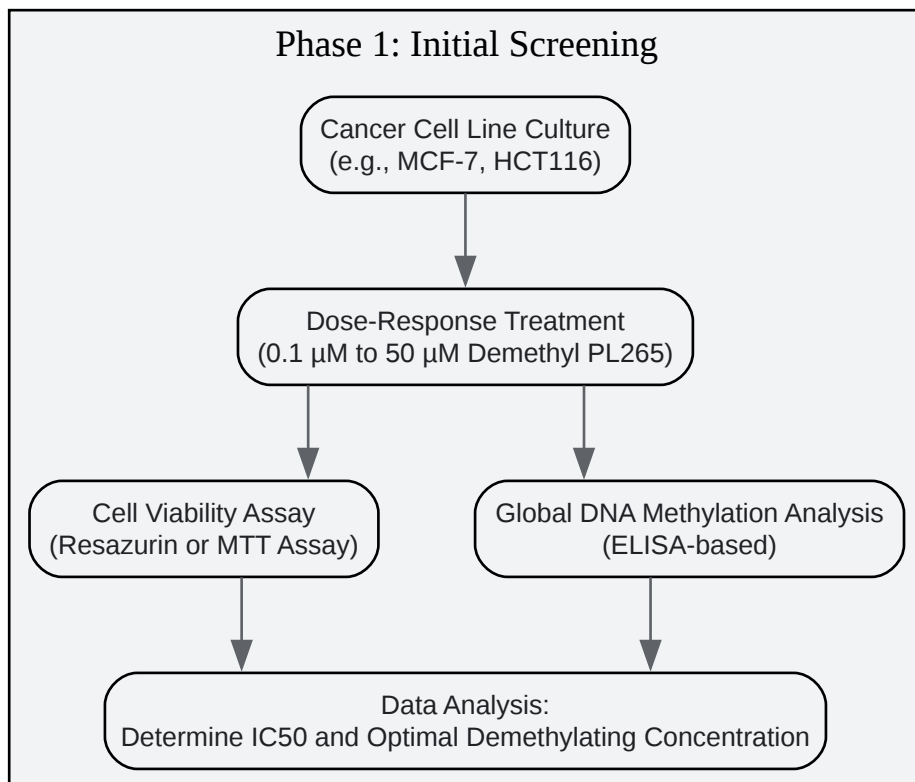 Phase 1: Initial Screening
Cancer Cell Line Culture
(e.g., MCF-7, HCT116)
Dose-Response Treatment
(0.1 µM to 50 µM Demethyl PL265)
Cell Viability Assay
(Resazurin or MTT Assay)
Global DNA Methylation Analysis
(ELISA-based)
Data Analysis:
Determine IC50 and Optimal Demethylating Concentration